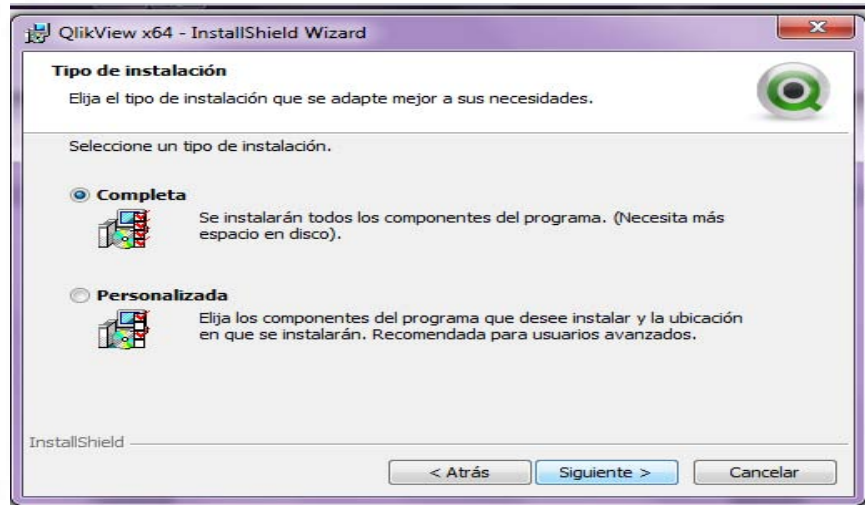 QlikView x64 - InstallShield Wizard
Tipo de instalación
Elija el tipo de instalación que se adapte mejor a sus necesidades.
Seleccione un tipo de instalación.
Completa
Se instalarán todos los componentes del programa. (Necesita más
espacio en disco).
Personalizada
Elija los componentes del programa que desee instalar y la ubicación
en que se instalarán. Recomendada para usuarios avanzados.
InstallShield
< Atrás
Siguiente >
Cancelar